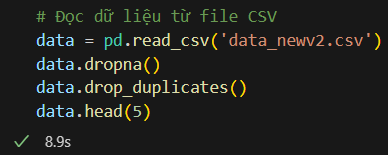 # Đọc dữ liệu từ file CSV
data = pd.read_csv('data_newv2.csv')
data.dropna()
data.drop_duplicates()
data.head(5)
✓ 8.9s